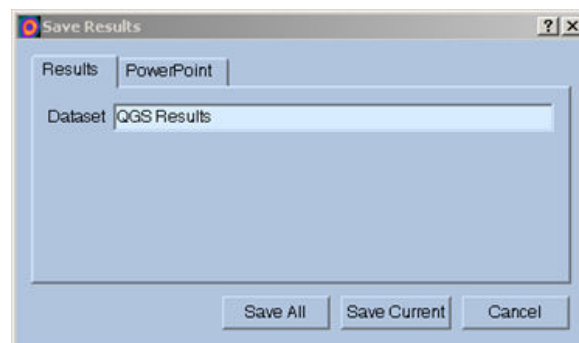 Save Results
Results PowerPoint
Dataset QGS Results
Save All Save Current Cancel